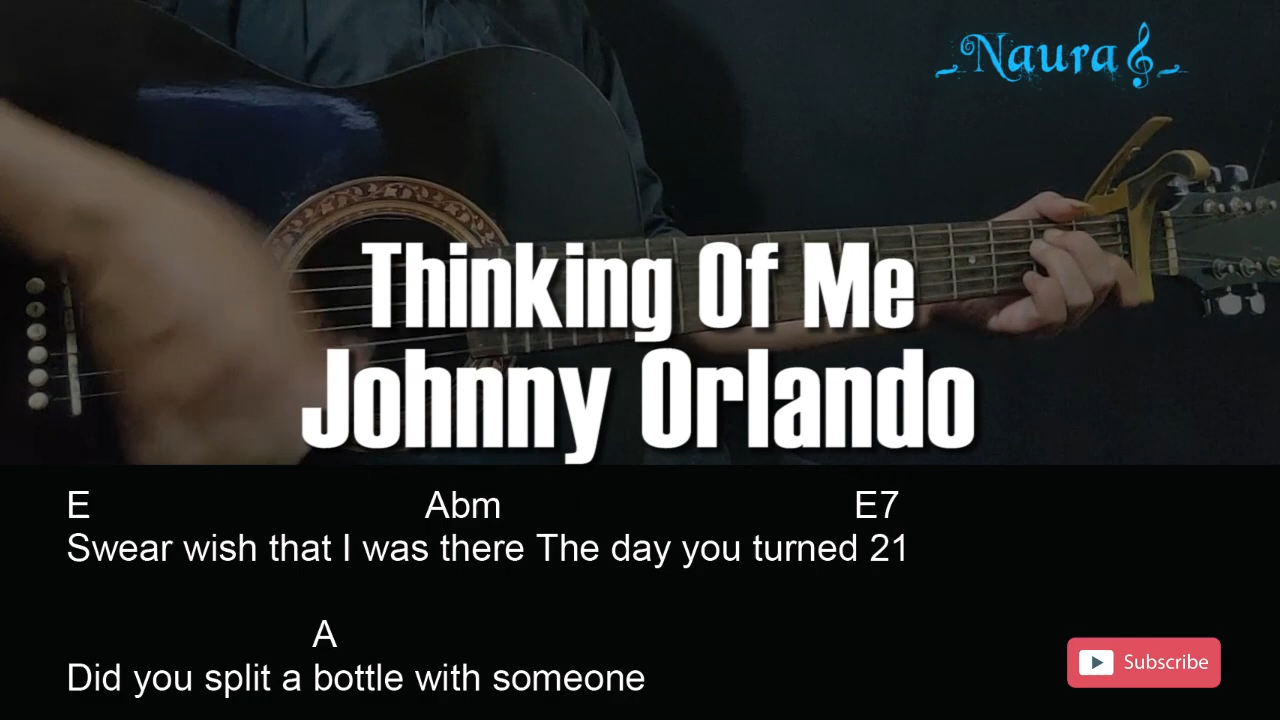 Naura
Thinking Of Me
Johnny Orlando
E Abm E7
Swear wish that I was there The day you turned 21
A
Did you split a bottle with someone
Subscribe